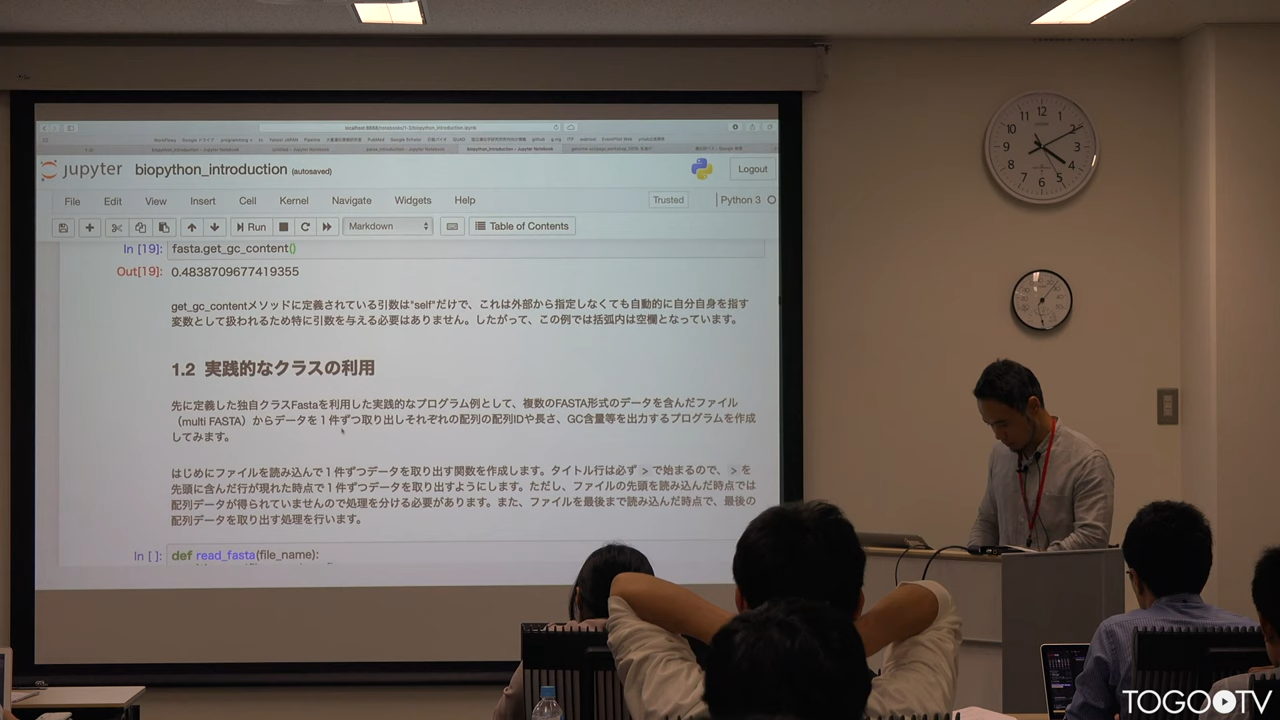 localhost:8888/notebooks/1-3/biopython_introduction.ipynb
jupyter biopython_introduction (autosaved)
Logout
File Edit View Insert Cell Kernel Navigate Widgets Help
Trusted
Python 3
Run
Markdown
Table of Contents
In [19]: fasta.get_gc_content()
Out[19]: 0.4838709677419355
get_gc_contentメソッドに定義されている引数は"self"だけで、これは外部から指定しなくても自動的に自分自身を指す
変数として扱われるため特に引数を与える必要はありません。したがって、この例では括弧内は空欄となっています。
1.2 実践的なクラスの利用
先に定義した独自クラスFastaを利用した実践的なプログラム例として、複数のFASTA形式のデータを含んだファイル
（multi FASTA）からデータを１件ずつ取り出しそれぞれの配列の配列IDや長さ、GC含量等を出力するプログラムを作成
してみます。
はじめにファイルを読み込んで１件ずつデータを取り出す関数を作成します。タイトル行は必ず > で始まるので、 > を
先頭に含んだ行が現れた時点で１件ずつデータを取り出すようにします。ただし、ファイルの先頭を読み込んだ時点では
配列データが得られていませんので処理を分ける必要があります。また、ファイルを最後まで読み込んだ時点で、最後の
配列データを取り出す処理を行います。
In [ ]: def read_fasta(file_name):
12
1
2
3
4
5
6
7
8
9
10
11
TOGOTV